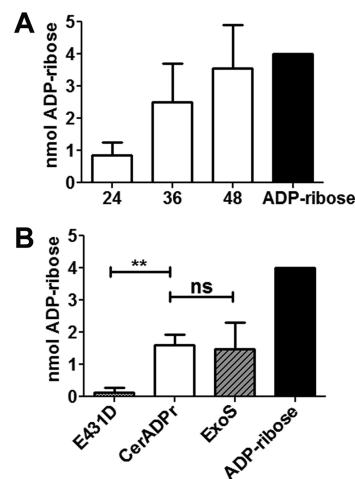 A
nmol ADP-ribose
5
4
3
2
1
0
24 36 48 ADP-ribose
B
nmol ADP-ribose
5
4
3
2
1
0
**
ns
E431D CerADPr ExoS ADP-ribose